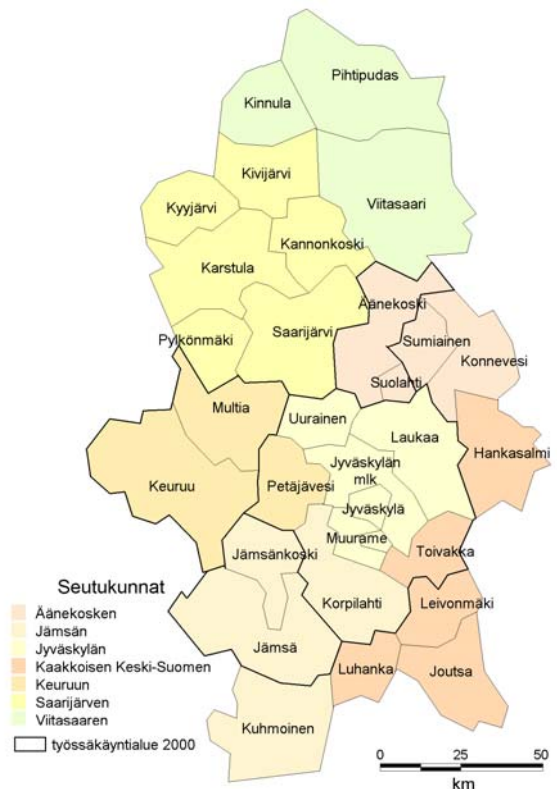 Pihtipudas
Kinnula
Kivijärvi
Kyyjärvi
Viitasaari
Kannonkoski
Karstula
Äänekoski
Saarijärvi
Pylkönmäki
Sumiainen
Konnevesi
Suolahti
Multia
Uurainen
Laukaa
Hankasalmi
Jyväskylän
mlk
Keuruu
Petäjävesi
Jyväskylä
Muurame
Toivakka
Jämsänkoski
Korpilahti
Leivonmäki
Jämsä
Luhanka
Joutsa
Kuhmoinen
Seutukunnat
Äänekosken
Jämsän
Jyväskylän
Kaakkoisen Keski-Suomen
Keuruun
Saarijärven
Viitasaaren
työssäkäyntialue 2000
0 25 50
km